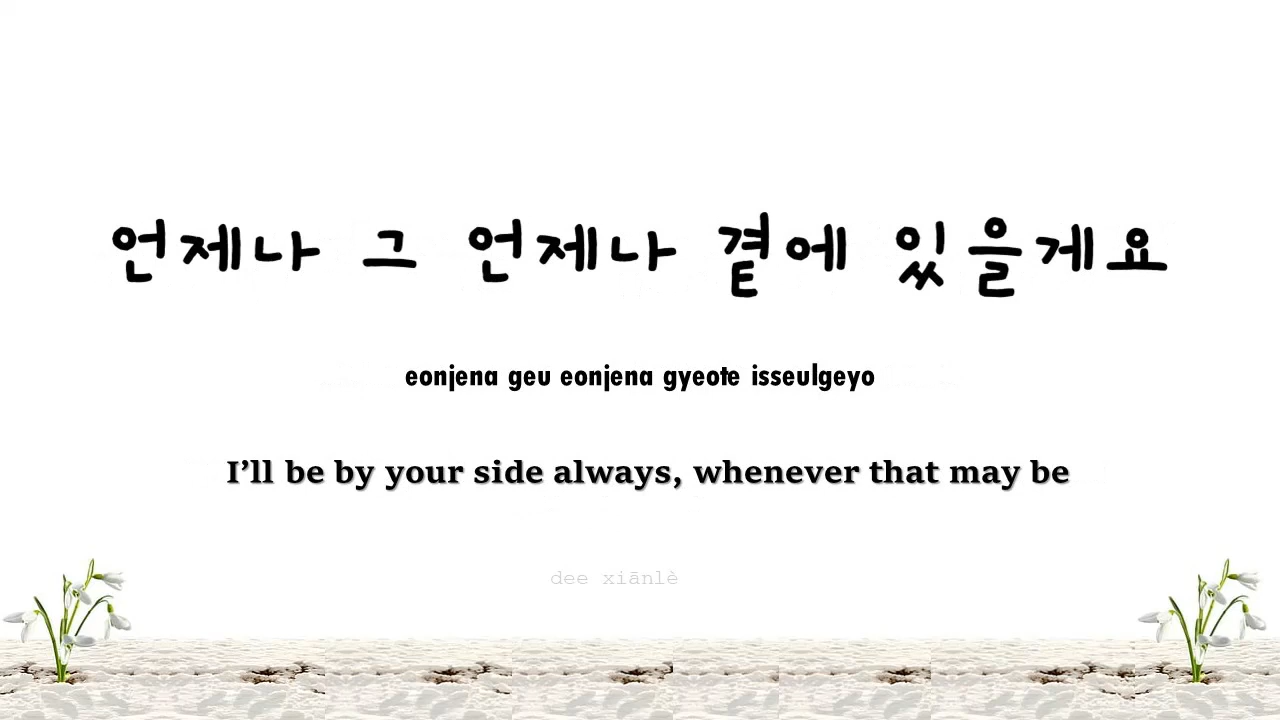 언제나 그 언제나 곁에 있을게요
eonjena geu eonjena gyeote isseulgeyo
I’ll be by your side always, whenever that may be
dee xiānlè